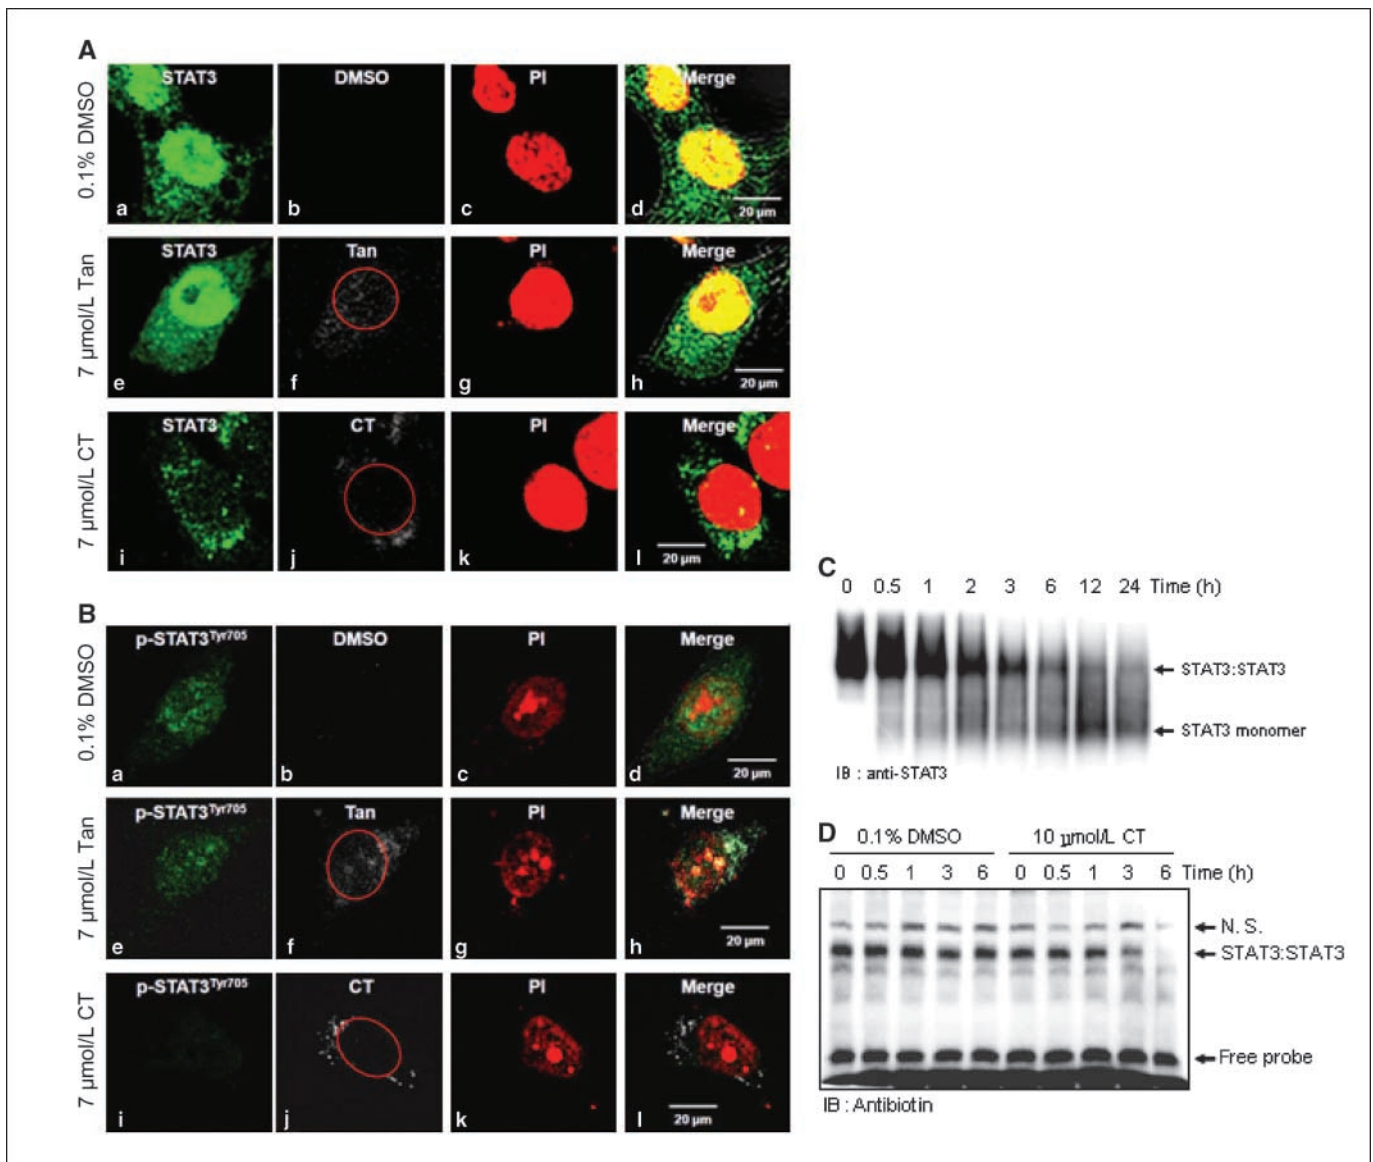 A
0.1% DMSO
STAT3 DMSO PI Merge
a b c d 20 µm
7 µmol/L Tan
STAT3 Tan PI Merge
e f g h 20 µm
7 µmol/L CT
STAT3 CT PI Merge
i j k l 20 µm
B
0.1% DMSO
p-STAT3Tyr705 DMSO PI Merge
a b c d 20 µm
7 µmol/L Tan
p-STAT3Tyr705 Tan PI Merge
e f g h 20 µm
7 µmol/L CT
p-STAT3Tyr705 CT PI Merge
i j k l 20 µm
C
0 0.5 1 2 3 6 12 24 Time (h)
STAT3:STAT3
STAT3 monomer
IB : anti-STAT3
D
0.1% DMSO 10 µmol/L CT
0 0.5 1 3 6 0 0.5 1 3 6 Time (h)
N. S.
STAT3:STAT3
Free probe
IB : Antibiotin